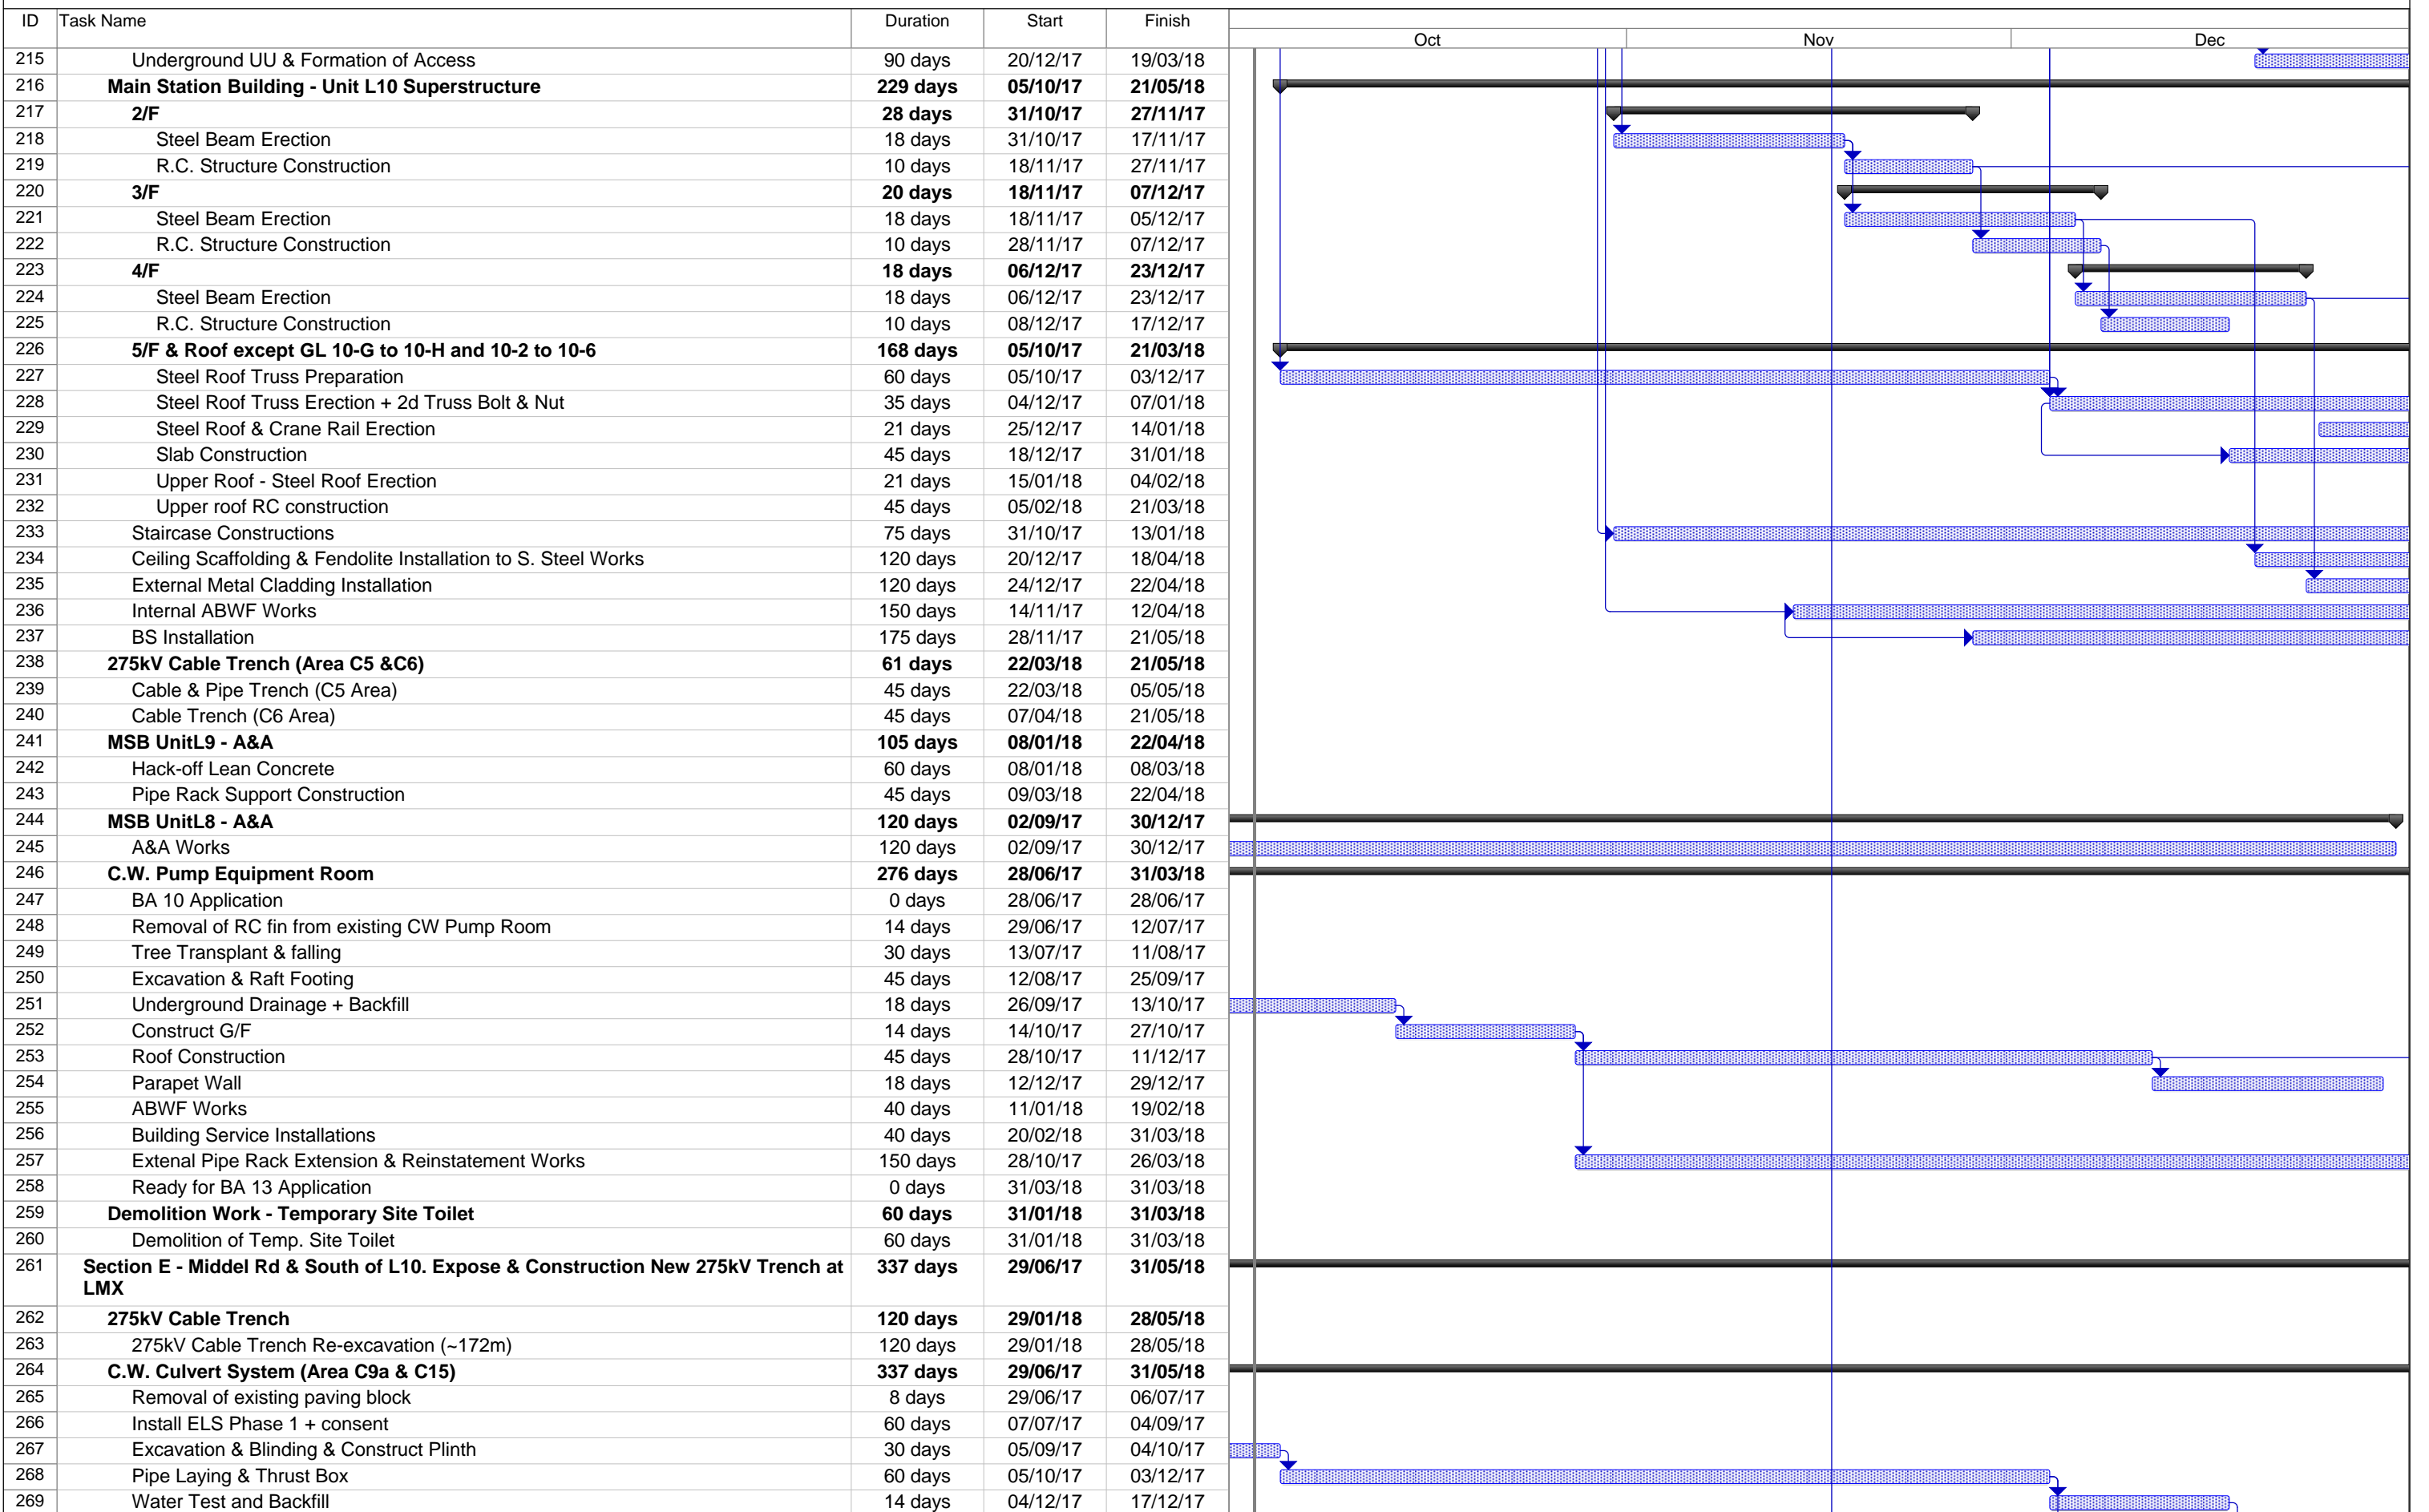 ID Task Name Duration Start Finish
Oct Nov Dec
215 Underground UU & Formation of Access 90 days 20/12/17 19/03/18
216 Main Station Building - Unit L10 Superstructure 229 days 05/10/17 21/05/18
217 2/F 28 days 31/10/17 27/11/17
218 Steel Beam Erection 18 days 31/10/17 17/11/17
219 R.C. Structure Construction 10 days 18/11/17 27/11/17
220 3/F 20 days 18/11/17 07/12/17
221 Steel Beam Erection 18 days 18/11/17 05/12/17
222 R.C. Structure Construction 10 days 28/11/17 07/12/17
223 4/F 18 days 06/12/17 23/12/17
224 Steel Beam Erection 18 days 06/12/17 23/12/17
225 R.C. Structure Construction 10 days 08/12/17 17/12/17
226 5/F & Roof except GL 10-G to 10-H and 10-2 to 10-6 168 days 05/10/17 21/03/18
227 Steel Roof Truss Preparation 60 days 05/10/17 03/12/17
228 Steel Roof Truss Erection + 2d Truss Bolt & Nut 35 days 04/12/17 07/01/18
229 Steel Roof & Crane Rail Erection 21 days 25/12/17 14/01/18
230 Slab Construction 45 days 18/12/17 31/01/18
231 Upper Roof - Steel Roof Erection 21 days 15/01/18 04/02/18
232 Upper roof RC construction 45 days 05/02/18 21/03/18
233 Staircase Constructions 75 days 31/10/17 13/01/18
234 Ceiling Scaffolding & Fendolite Installation to S. Steel Works 120 days 20/12/17 18/04/18
235 External Metal Cladding Installation 120 days 24/12/17 22/04/18
236 Internal ABWF Works 150 days 14/11/17 12/04/18
237 BS Installation 175 days 28/11/17 21/05/18
238 275kV Cable Trench (Area C5 &C6) 61 days 22/03/18 21/05/18
239 Cable & Pipe Trench (C5 Area) 45 days 22/03/18 05/05/18
240 Cable Trench (C6 Area) 45 days 07/04/18 21/05/18
241 MSB UnitL9 - A&A 105 days 08/01/18 22/04/18
242 Hack-off Lean Concrete 60 days 08/01/18 08/03/18
243 Pipe Rack Support Construction 45 days 09/03/18 22/04/18
244 MSB UnitL8 - A&A 120 days 02/09/17 30/12/17
245 A&A Works 120 days 02/09/17 30/12/17
246 C.W. Pump Equipment Room 276 days 28/06/17 31/03/18
247 BA 10 Application 0 days 28/06/17 28/06/17
248 Removal of RC fin from existing CW Pump Room 14 days 29/06/17 12/07/17
249 Tree Transplant & falling 30 days 13/07/17 11/08/17
250 Excavation & Raft Footing 45 days 12/08/17 25/09/17
251 Underground Drainage + Backfill 18 days 26/09/17 13/10/17
252 Construct G/F 14 days 14/10/17 27/10/17
253 Roof Construction 45 days 28/10/17 11/12/17
254 Parapet Wall 18 days 12/12/17 29/12/17
255 ABWF Works 40 days 11/01/18 19/02/18
256 Building Service Installations 40 days 20/02/18 31/03/18
257 Extenal Pipe Rack Extension & Reinstatement Works 150 days 28/10/17 26/03/18
258 Ready for BA 13 Application 0 days 31/03/18 31/03/18
259 Demolition Work - Temporary Site Toilet 60 days 31/01/18 31/03/18
260 Demolition of Temp. Site Toilet 60 days 31/01/18 31/03/18
261 Section E - Middel Rd & South of L10. Expose & Construction New 275kV Trench at 337 days 29/06/17 31/05/18
LMX
262 275kV Cable Trench 120 days 29/01/18 28/05/18
263 275kV Cable Trench Re-excavation (~172m) 120 days 29/01/18 28/05/18
264 C.W. Culvert System (Area C9a & C15) 337 days 29/06/17 31/05/18
265 Removal of existing paving block 8 days 29/06/17 06/07/17
266 Install ELS Phase 1 + consent 60 days 07/07/17 04/09/17
267 Excavation & Blinding & Construct Plinth 30 days 05/09/17 04/10/17
268 Pipe Laying & Thrust Box 60 days 05/10/17 03/12/17
269 Water Test and Backfill 14 days 04/12/17 17/12/17